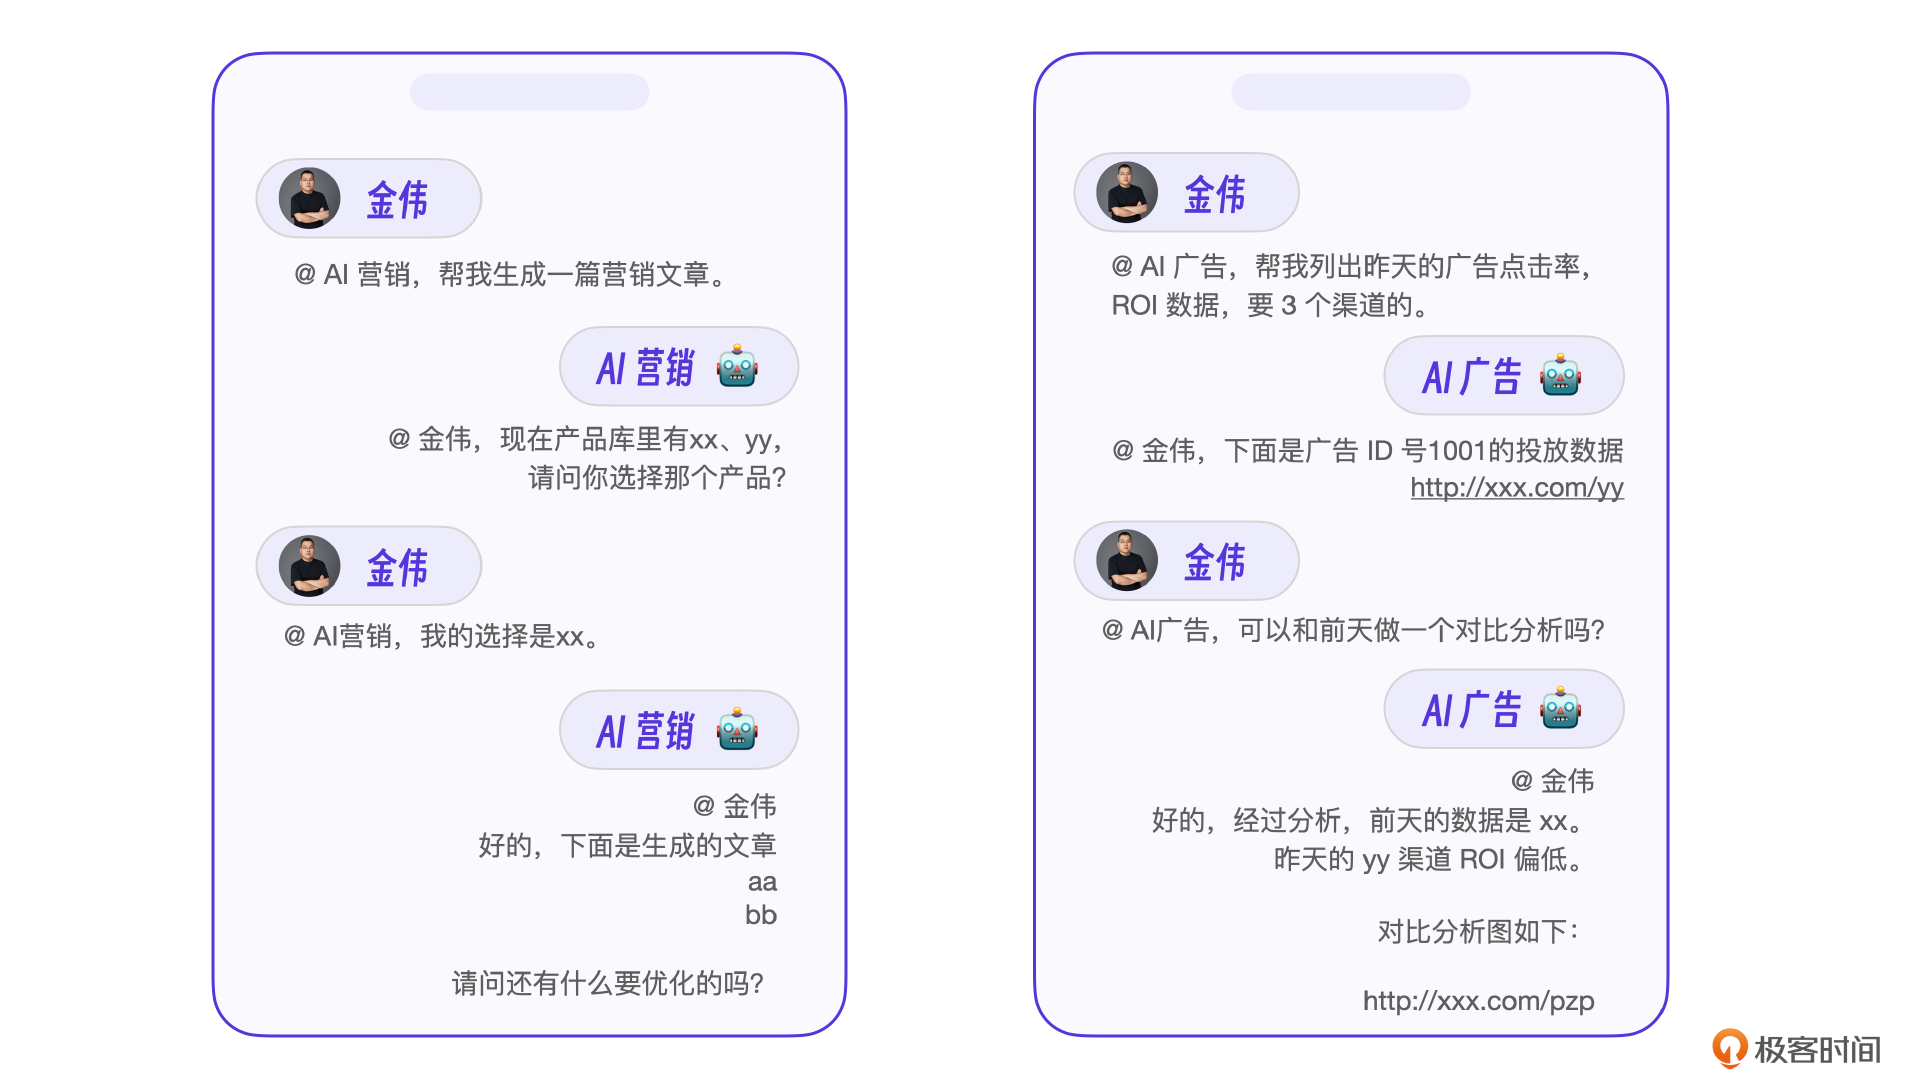 金伟
@ AI 营销，帮我生成一篇营销文章。
AI 营销
@ 金伟，现在产品库里有xx、yy，
请问你选择那个产品?
金伟
@ AI营销，我的选择是xx。
AI 营销
@ 金伟
好的，下面是生成的文章
aa
bb
请问还有什么要优化的吗?
金伟
@ AI 广告，帮我列出昨天的广告点击率，
ROI 数据，要 3 个渠道的。
AI 广告
@ 金伟，下面是广告 ID 号1001的投放数据
http://xxx.com/yy
金伟
@ AI广告，可以和前天做一个对比分析吗?
AI 广告
@ 金伟
好的，经过分析，前天的数据是 xx。
昨天的 yy 渠道 ROI 偏低。
对比分析图如下：
http://xxx.com/pzp
极客时间